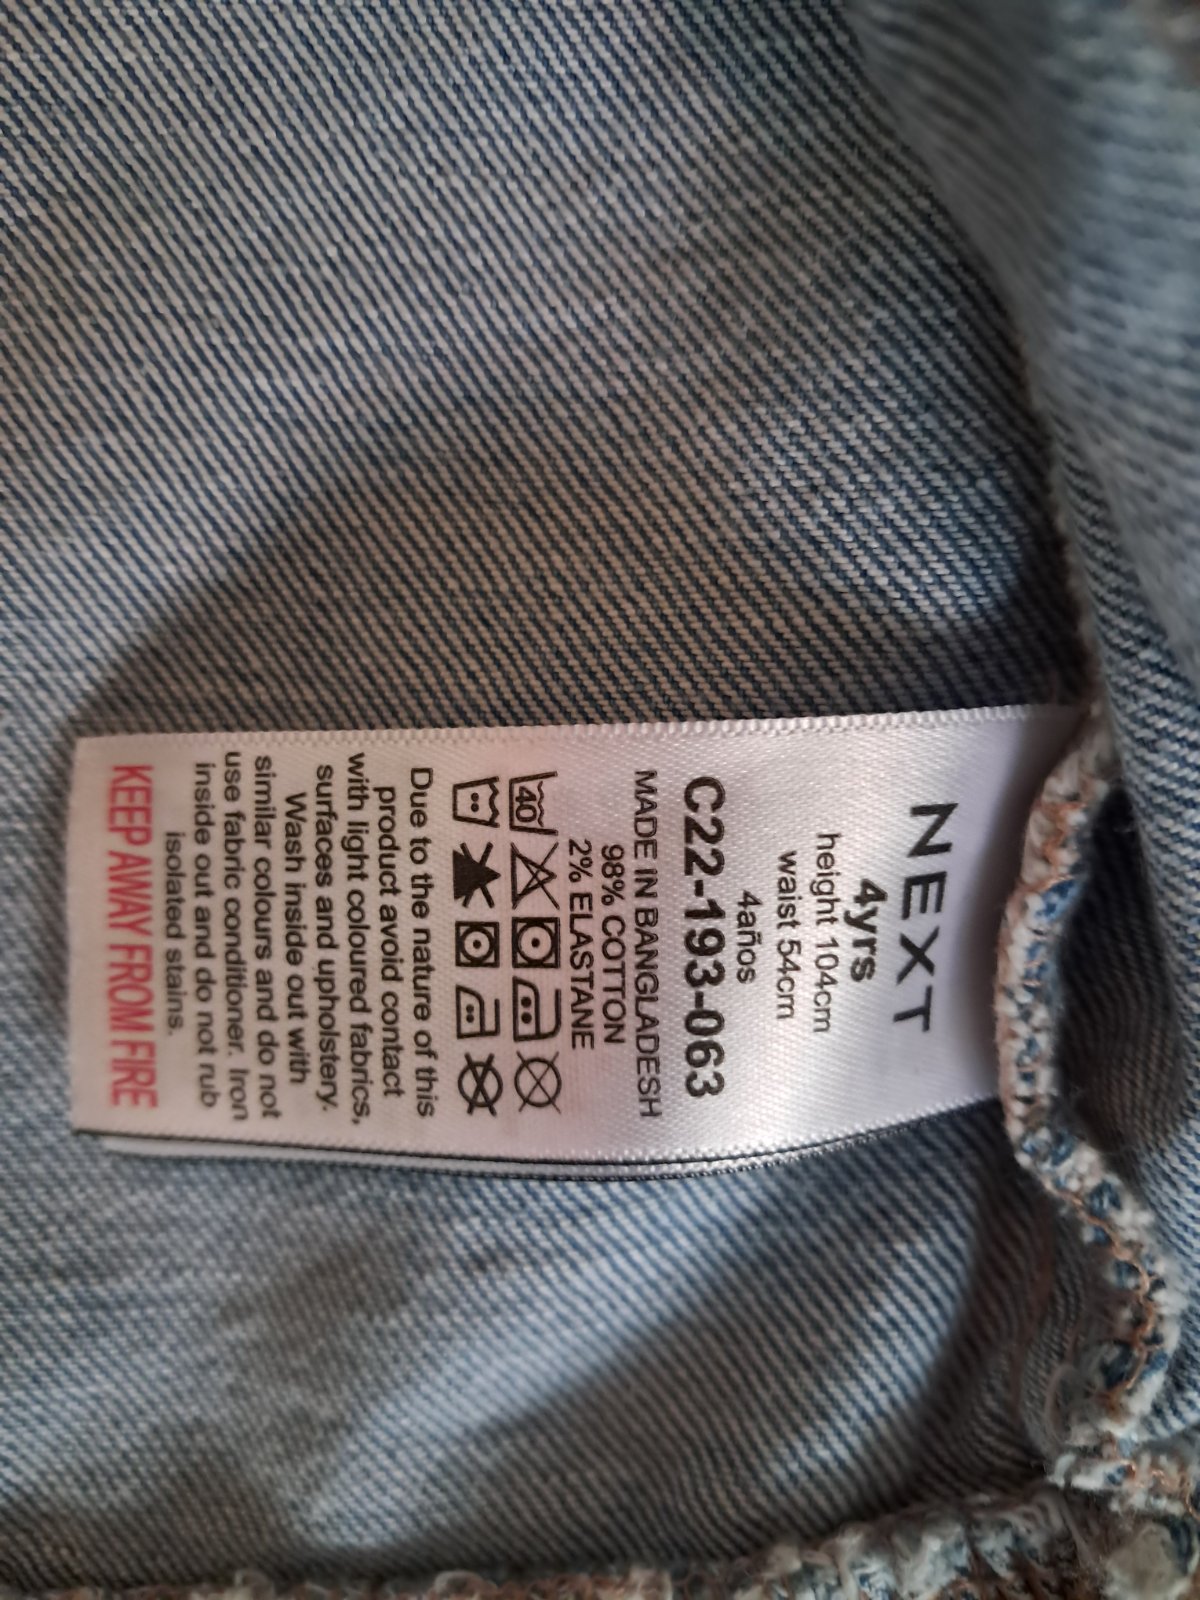 NEXT
4yrs
height 104cm
waist 54cm
4años
C22-193-063
MADE IN BANGLADESH
98% COTTON
2% ELASTANE
40
Due to the nature of this
product avoid contact
with light coloured fabrics,
surfaces and upholstery.
Wash inside out with
similar colours and do not
use fabric conditioner. Iron
inside out and do not rub
isolated stains.
KEEP AWAY FROM FIRE